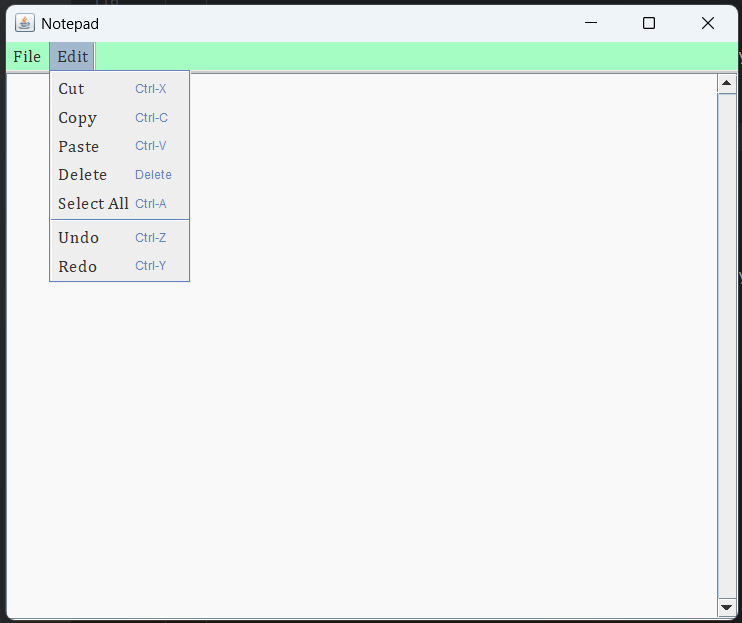 Notepad
File Edit
Cut Ctrl-X
Copy Ctrl-C
Paste Ctrl-V
Delete Delete
Select All Ctrl-A
Undo Ctrl-Z
Redo Ctrl-Y